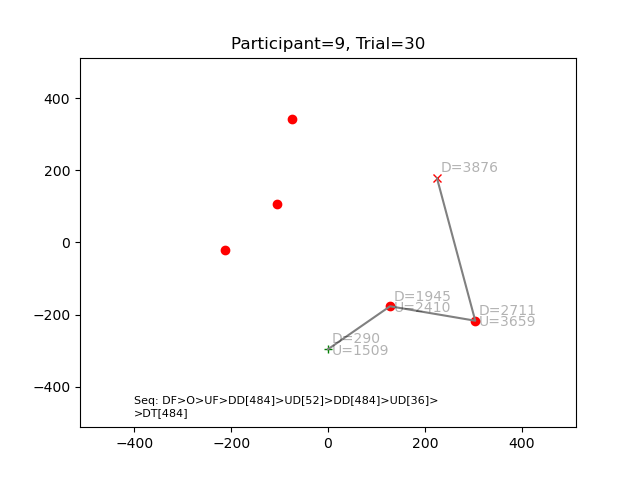 Participant=9, Trial=30
400
200
0
−200
−400
D=3876
D=1945
U=2410
D=2711
U=3659
D=290
U=1509
Seq: DF>O>UF>DD[484]>UD[52]>DD[484]>UD[36]>
>DT[484]
−400
−200
0
200
400